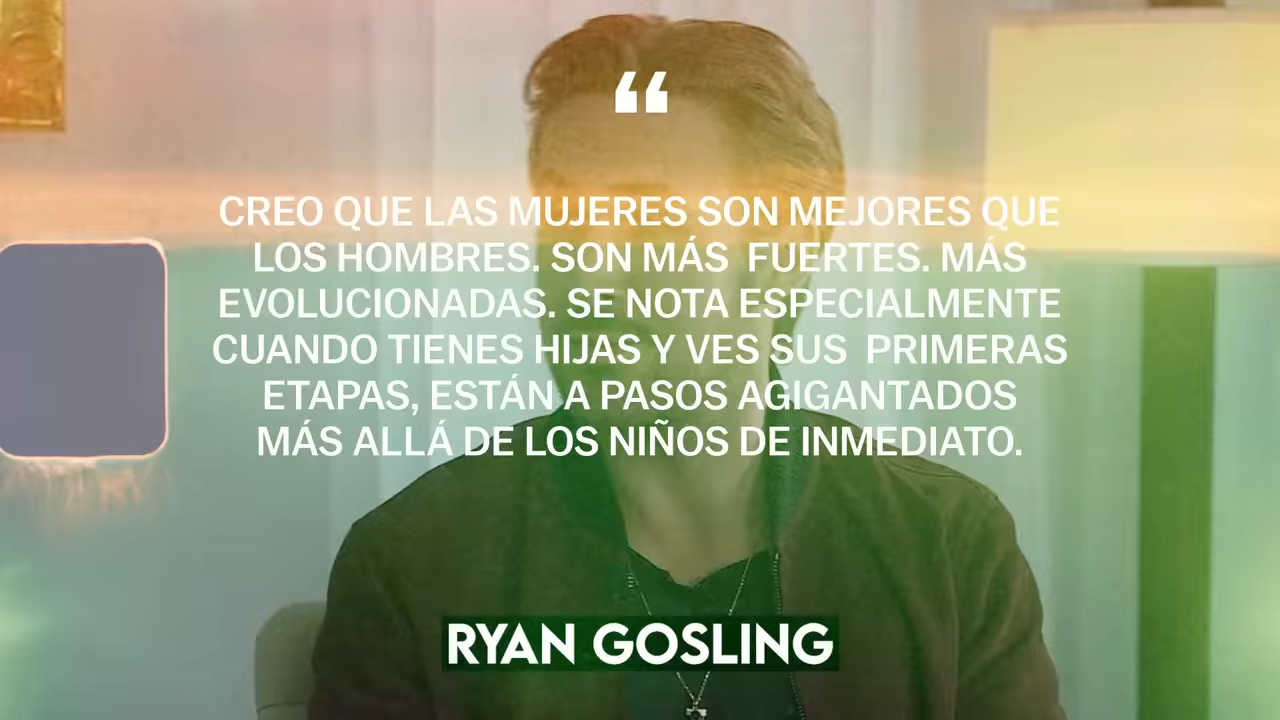 “
CREO QUE LAS MUJERES SON MEJORES QUE
LOS HOMBRES. SON MÁS  FUERTES. MÁS
EVOLUCIONADAS. SE NOTA ESPECIALMENTE
CUANDO TIENES HIJAS Y VES SUS  PRIMERAS
ETAPAS, ESTÁN A PASOS AGIGANTADOS
MÁS ALLÁ DE LOS NIÑOS DE INMEDIATO.
RYAN GOSLING